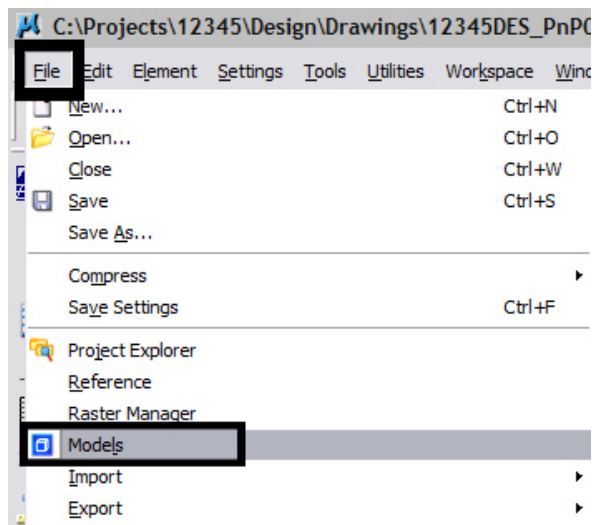 C:\Projects\12345\Design\Drawings\12345DES_PnP
File Edit Element Settings Tools Utilities Workspace
New... Ctrl+N
Open... Ctrl+O
Close Ctrl+W
Save Ctrl+S
Save As...
Compress
Save Settings Ctrl+F
Project Explorer
Reference
Raster Manager
Models
Import
Export